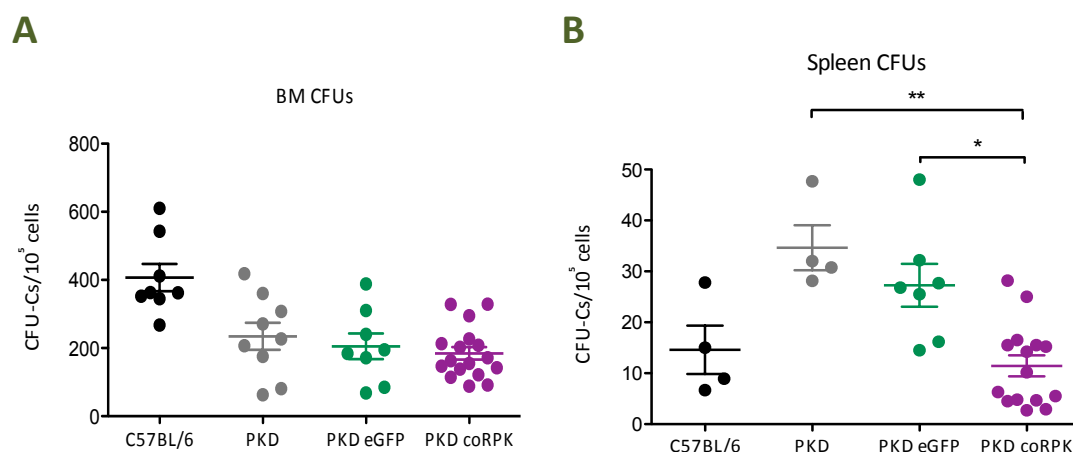 A
BM CFUs
CFU-Cs/10⁵ cells
800
600
400
200
0
C57BL/6 PKD PKD eGFP PKD coRPK
B
Spleen CFUs
**
*
CFU-Cs/10⁵ cells
50
40
30
20
10
0
C57BL/6 PKD PKD eGFP PKD coRPK